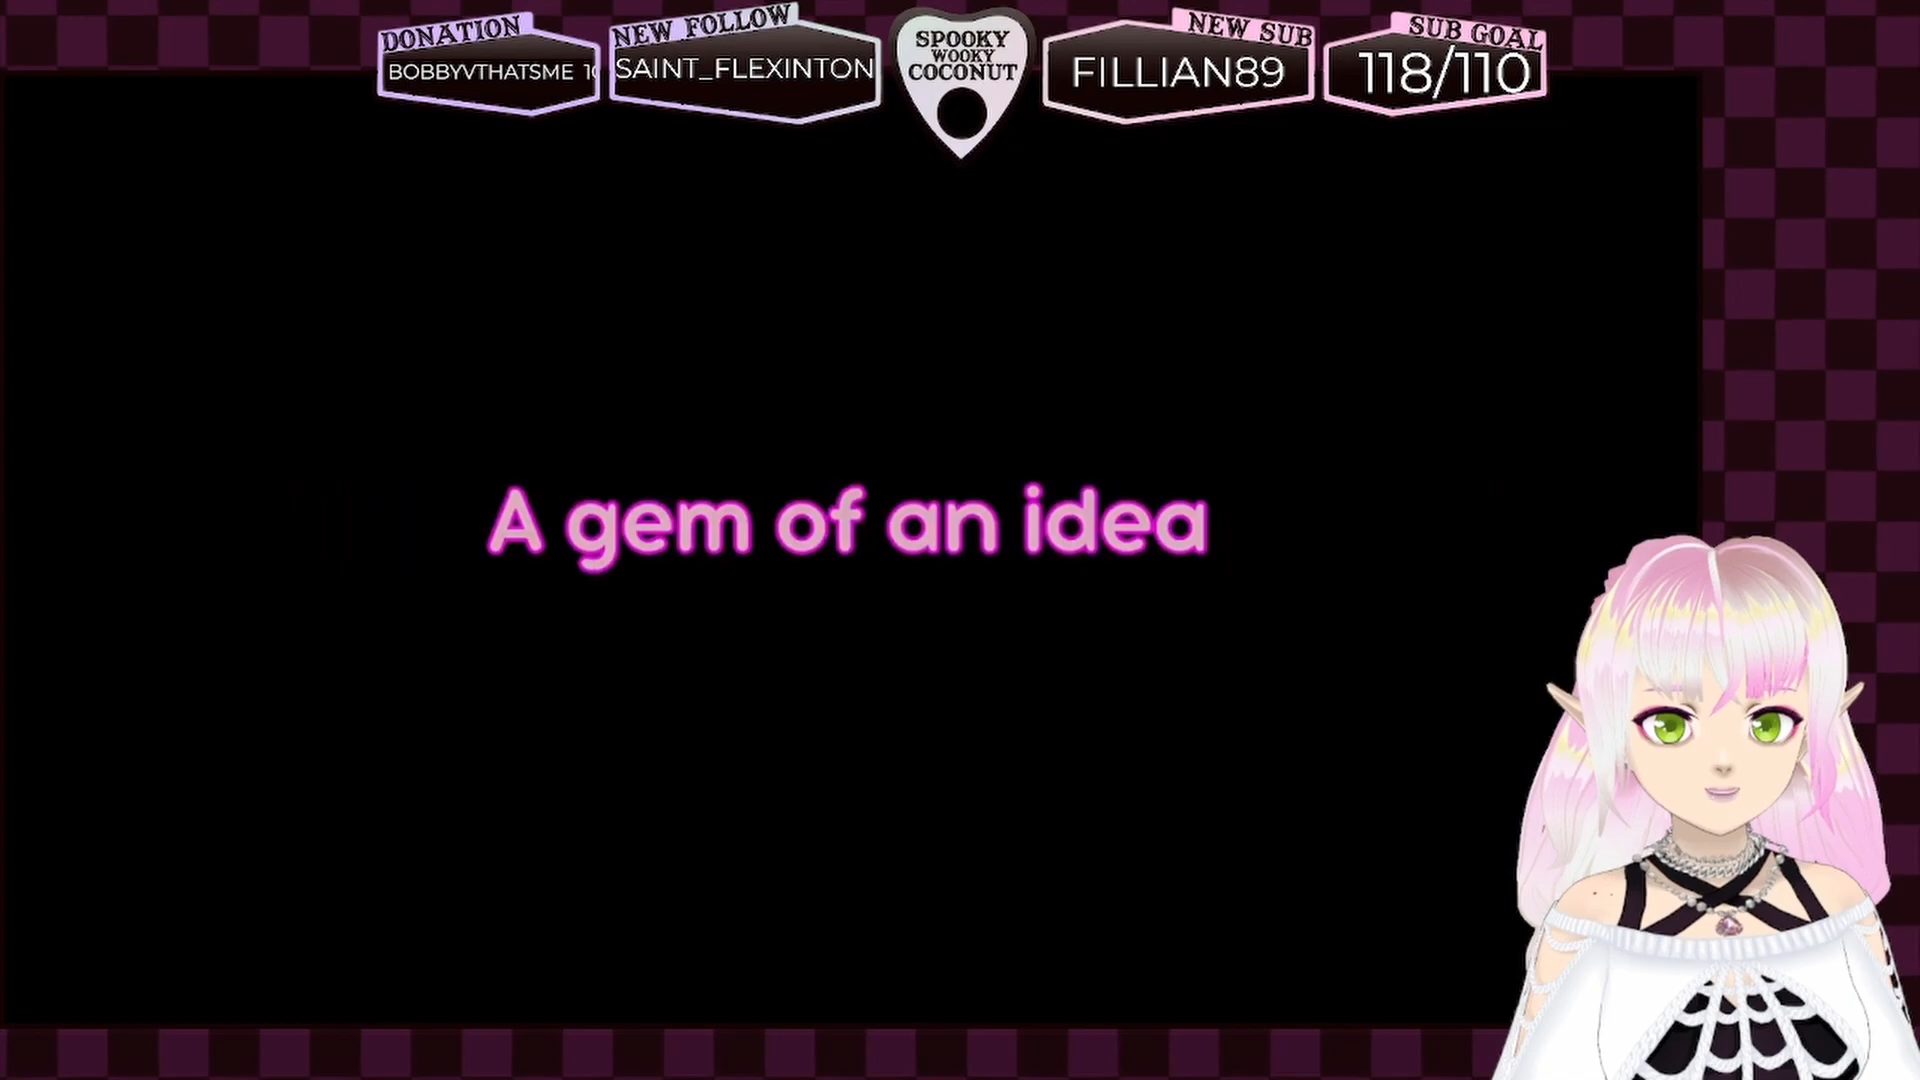 DONATION
BOBBYVTHATSME
NEW FOLLOW
SAINT_FLEXINTON
SPOOKY
WOOKY
COCONUT
NEW SUB
FILLIAN89
SUB GOAL
118/110
A gem of an idea